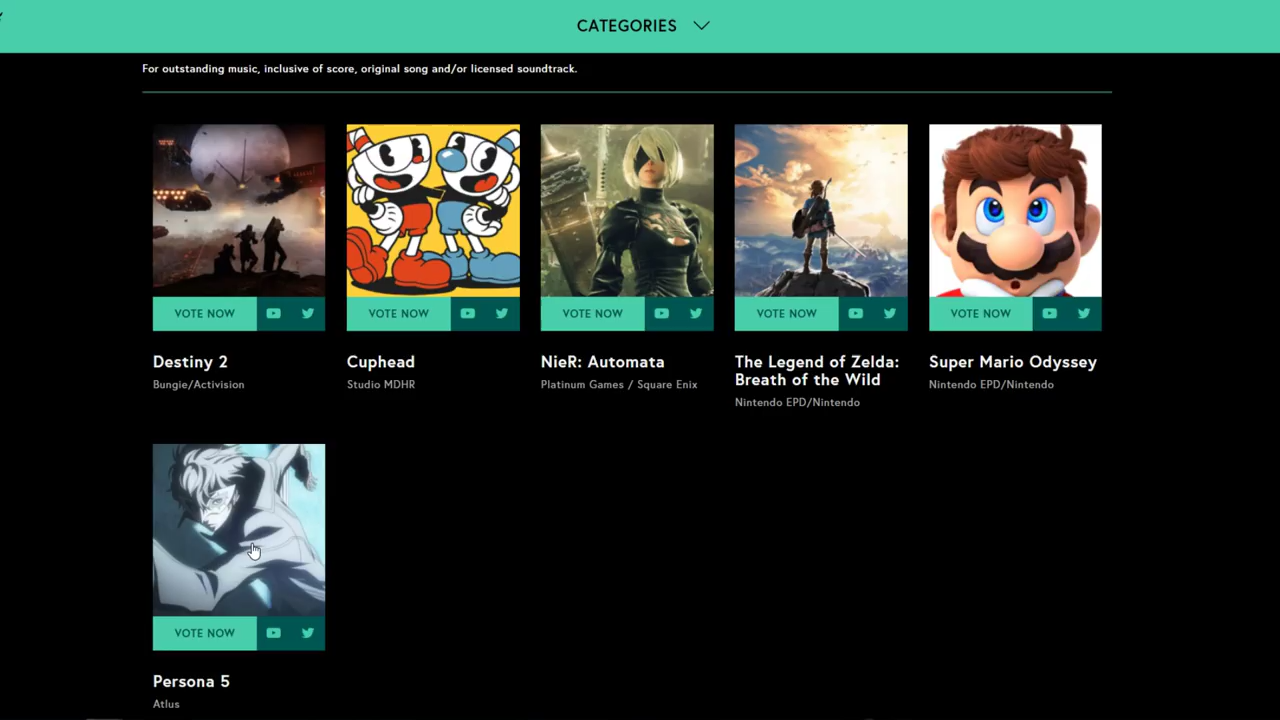 CATEGORIES
For outstanding music, inclusive of score, original song and/or licensed soundtrack.
VOTE NOW
VOTE NOW
VOTE NOW
VOTE NOW
VOTE NOW
Destiny 2
Bungie/Activision
Cuphead
Studio MDHR
NieR: Automata
Platinum Games / Square Enix
The Legend of Zelda:
Breath of the Wild
Nintendo EPD/Nintendo
Super Mario Odyssey
Nintendo EPD/Nintendo
VOTE NOW
Persona 5
Atlus